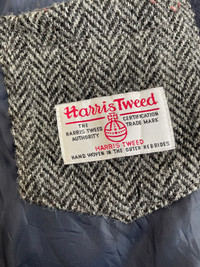 Harris Tweed
THE CERTIFICATION
HARRIS TWEED TRADE MARK
AUTHORITY
HARRIS TWEED
HAND WOVEN IN THE OUTER HEBRIDES